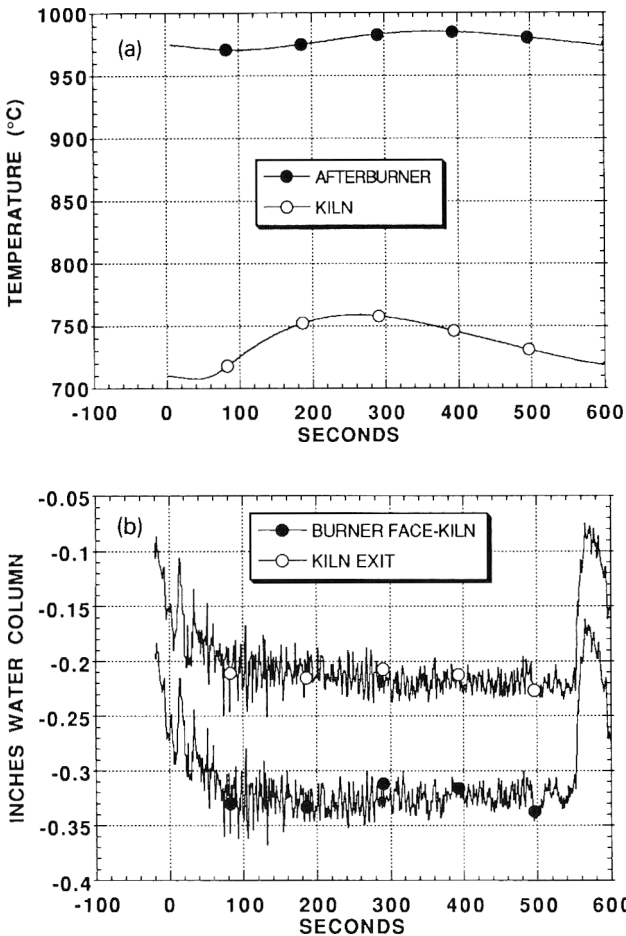 1000
(a)
950
900
850
800
750
700
TEMPERATURE (°C)
AFTERBURNER
KILN
-100 0 100 200 300 400 500 600
SECONDS
-0.05
(b)
-0.1
-0.15
-0.2
-0.25
-0.3
-0.35
-0.4
INCHES WATER COLUMN
BURNER FACE-KILN
KILN EXIT
-100 0 100 200 300 400 500 600
SECONDS